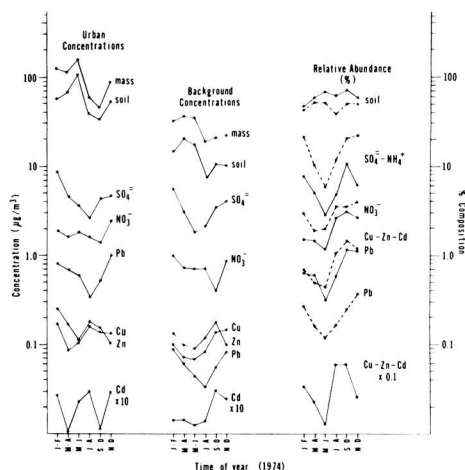 Urban
Concentrations
Background
Concentrations
Relative Abundance
(%)
100
10
1.0
0.1
Concentration (µg/m³)
mass
soil
SO₄⁼
NO₃⁻
Pb
Cu
Zn
Cd
x 10
mass
soil
SO₄⁼
NO₃⁻
Cu
Zn
Pb
Cd
x 10
soil
SO₄⁼-NH₄⁺
NO₃⁻
Cu-Zn-Cd
Pb
Pb
Cu-Zn-Cd
x 0.1
100
10
1.0
0.1
% Composition
J F M A M J J A S O N D
J F M A M J J A S O N D
J F M A M J J A S O N D
Time of year (1974)